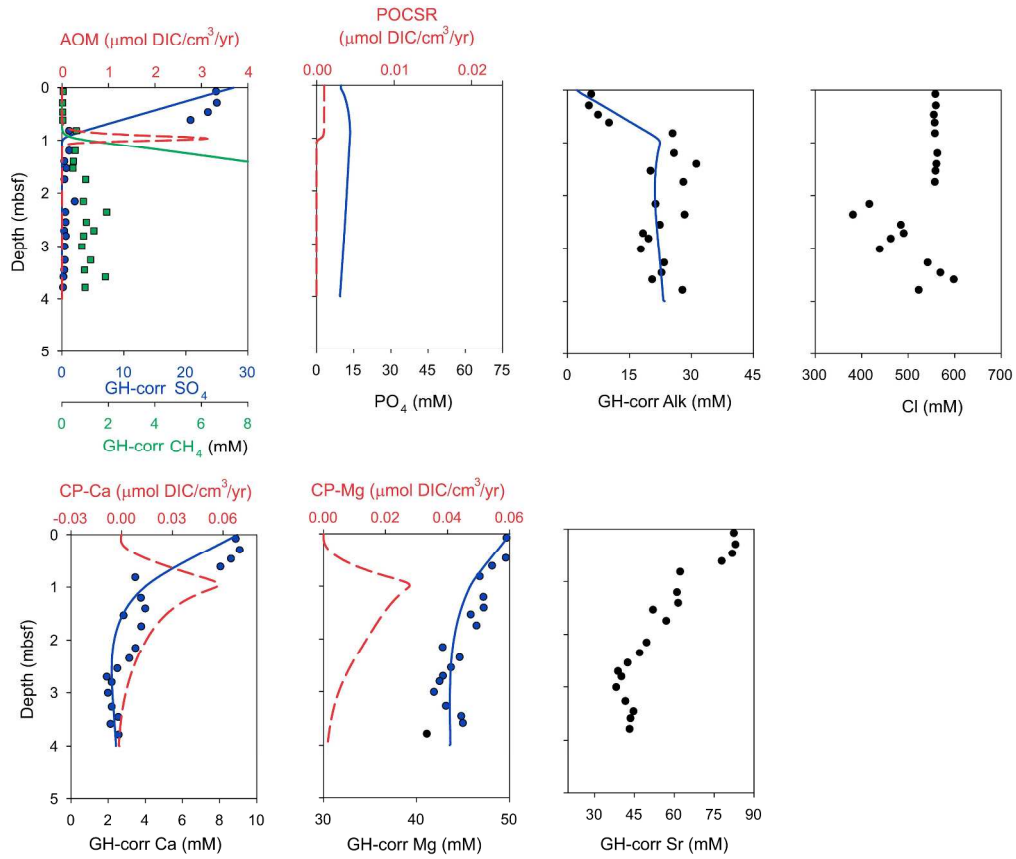 AOM (μmol DIC/cm³/yr)
0 1 2 3 4
POCSR
(μmol DIC/cm³/yr)
0.00 0.01 0.02
Depth (mbsf)
0
1
2
3
4
5
0 10 20 30
GH-corr SO₄
0 2 4 6 8
GH-corr CH₄ (mM)
0 15 30 45 60 75
PO₄ (mM)
0 15 30 45
GH-corr Alk (mM)
300 400 500 600 700
Cl (mM)
CP-Ca (μmol DIC/cm³/yr)
-0.03 0.00 0.03 0.06
CP-Mg (μmol DIC/cm³/yr)
0.00 0.02 0.04 0.06
Depth (mbsf)
0
1
2
3
4
5
0 2 4 6 8 10
GH-corr Ca (mM)
30 40 50
GH-corr Mg (mM)
30 45 60 75 90
GH-corr Sr (mM)